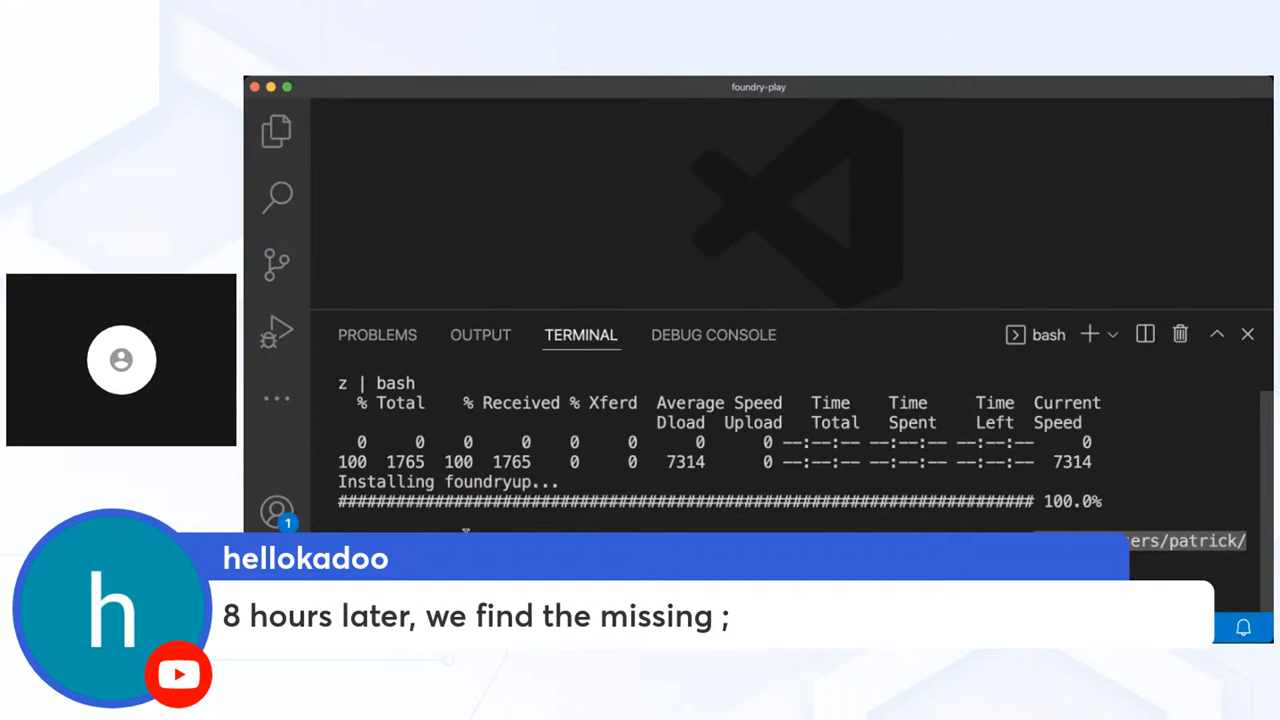 foundry-play
PROBLEMS OUTPUT TERMINAL DEBUG CONSOLE bash
z | bash
% Total % Received % Xferd Average Speed Time Time Time Current
Dload Upload Total Spent Left Speed
0 0 0 0 0 0 0 0 --:--:-- --:--:-- --:--:-- 0
100 1765 100 1765 0 0 7314 0 --:--:-- --:--:-- --:--:-- 7314
Installing foundryup...
######################################################################## 100.0%
ers/patrick/
1
hellokadoo
h
8 hours later, we find the missing ;